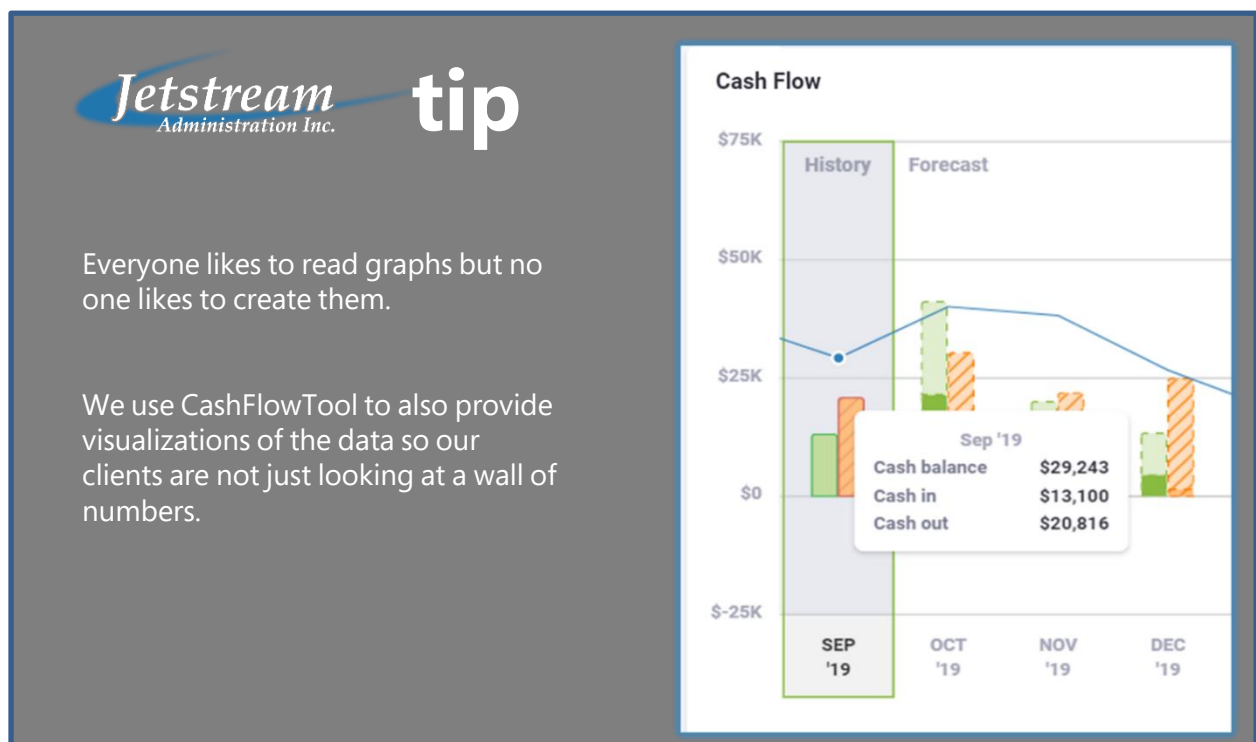 Jetstream
Administration Inc.
tip
Everyone likes to read graphs but no
one likes to create them.
We use CashFlowTool to also provide
visualizations of the data so our
clients are not just looking at a wall of
numbers.
Cash Flow
$75K
History Forecast
$50K
$25K
$0
$-25K
Sep '19
Cash balance $29,243
Cash in $13,100
Cash out $20,816
SEP OCT NOV DEC
'19 '19 '19 '19